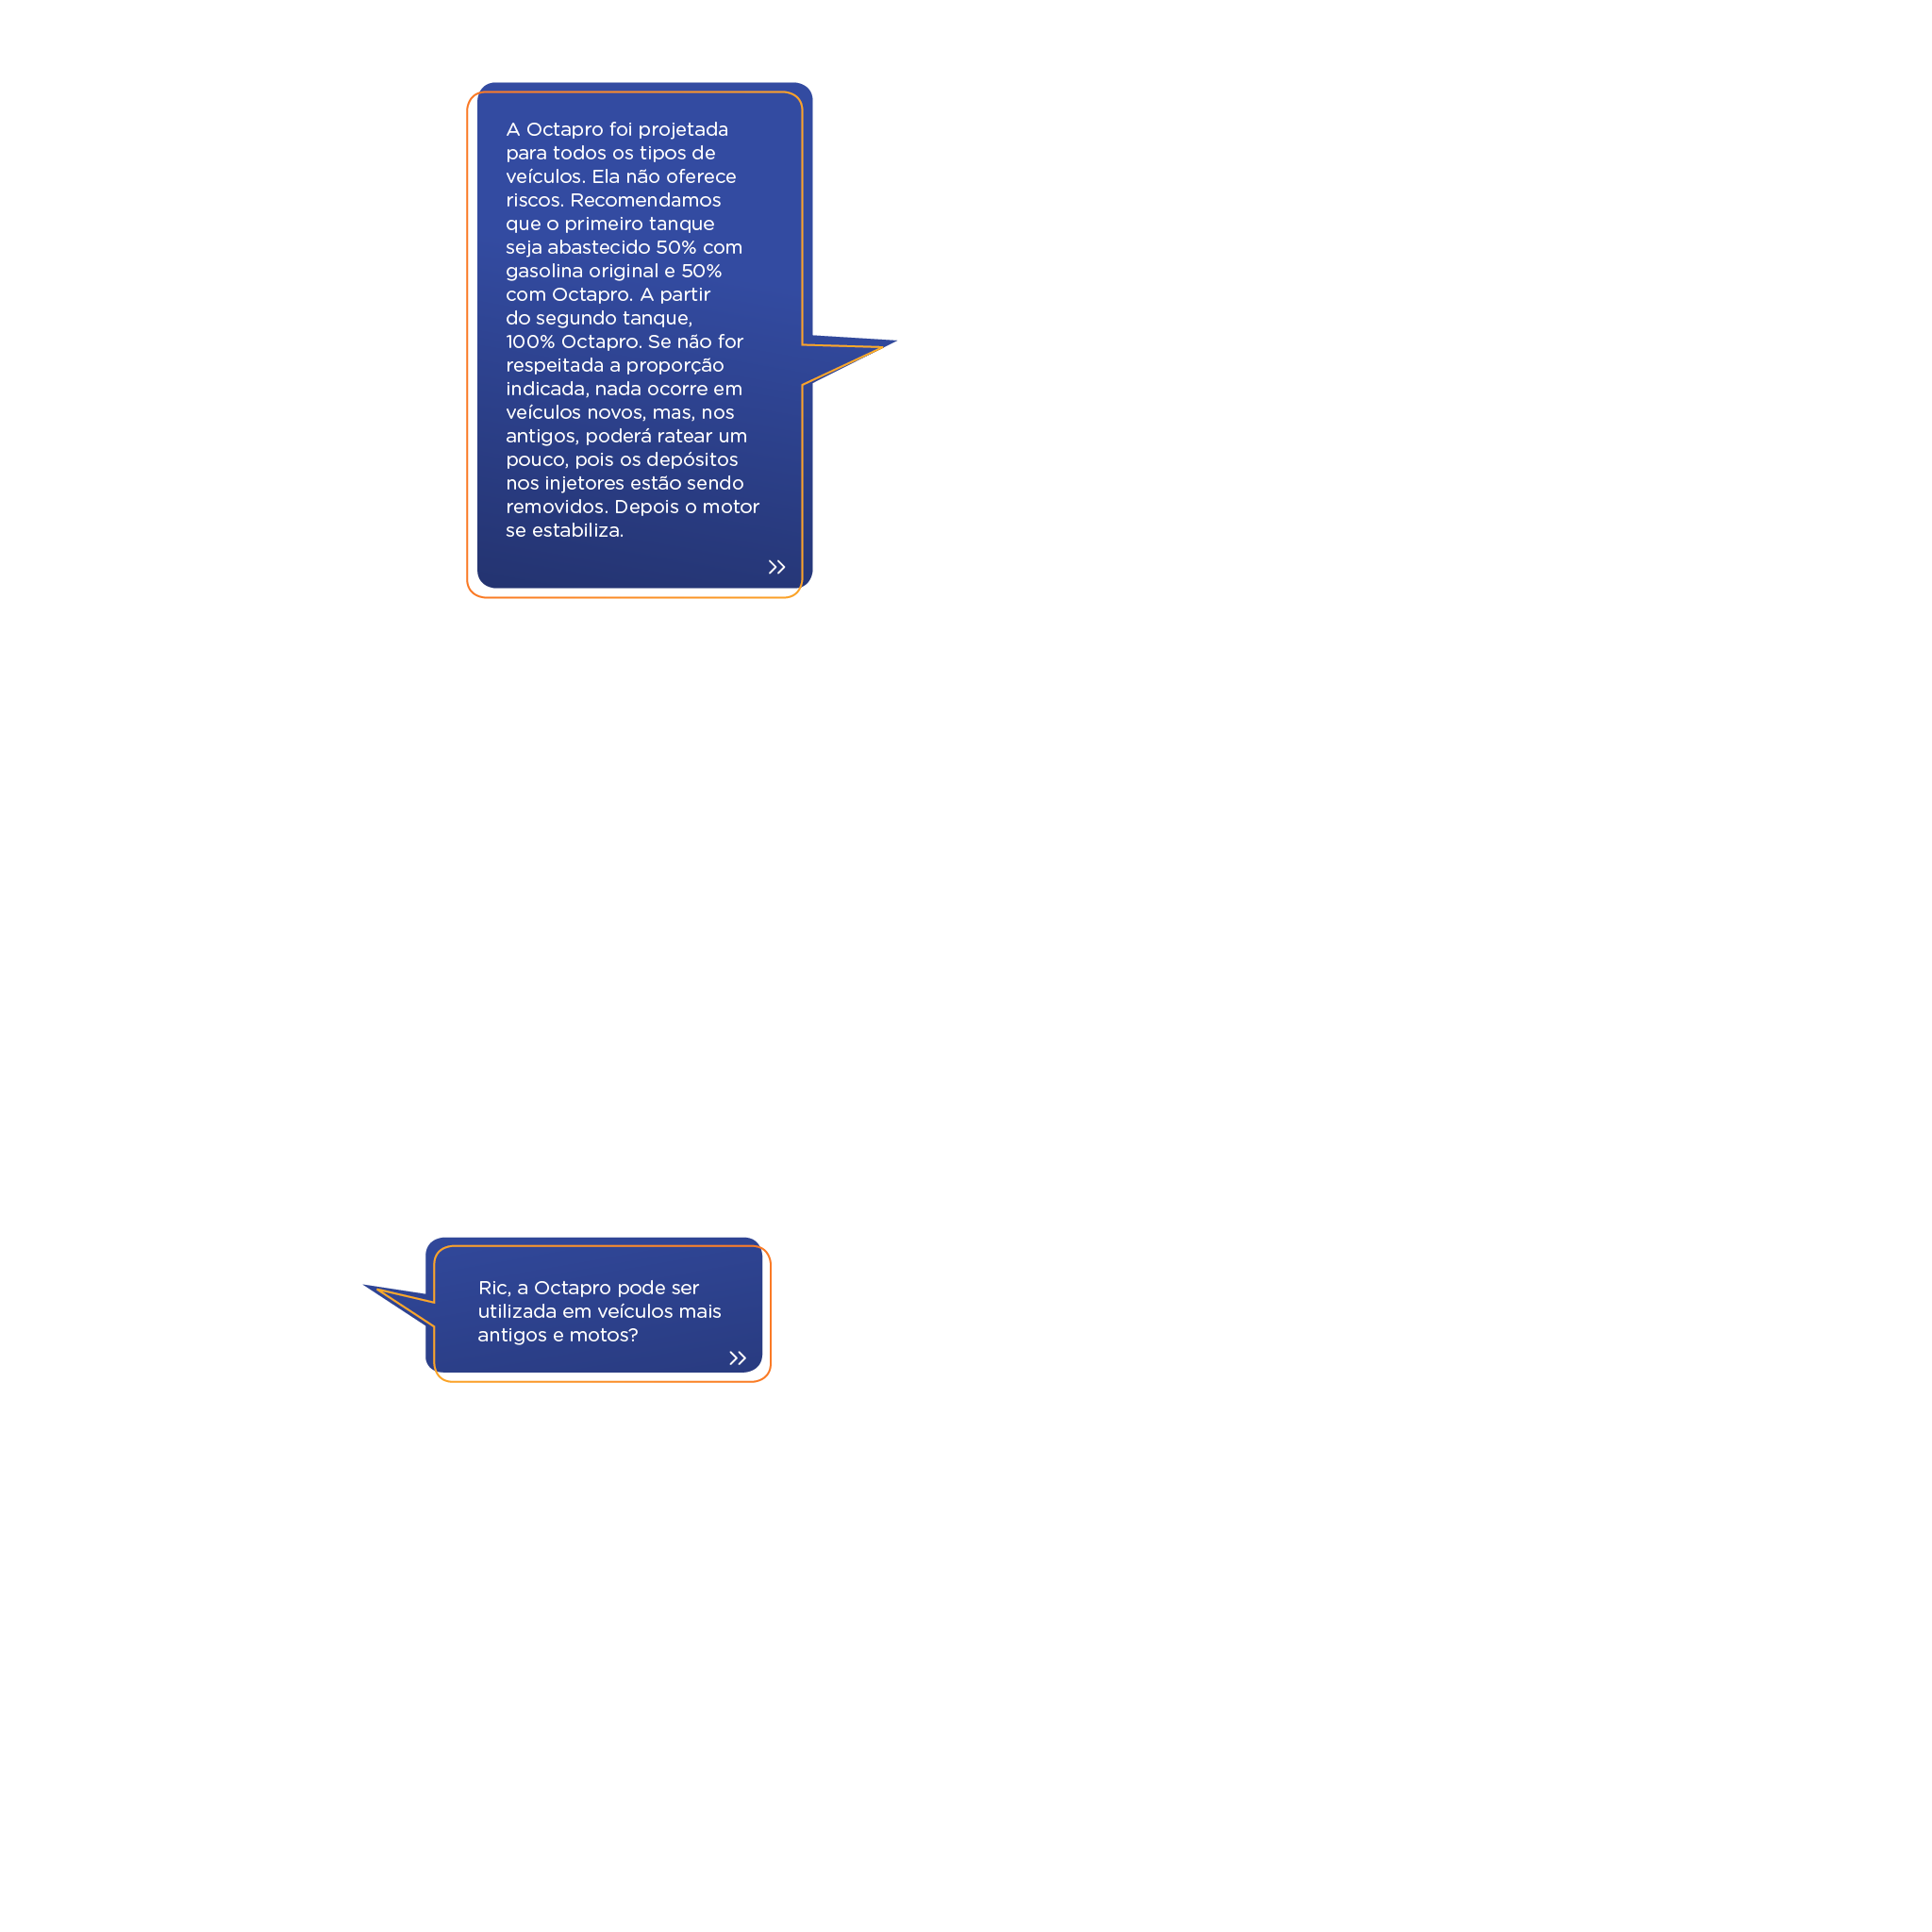 A Octapro foi projetada
para todos os tipos de
veículos. Ela não oferece
riscos. Recomendamos
que o primeiro tanque
seja abastecido 50% com
gasolina original e 50%
com Octapro. A partir
do segundo tanque,
100% Octapro. Se não for
respeitada a proporção
indicada, nada ocorre em
veículos novos, mas, nos
antigos, poderá ratear um
pouco, pois os depósitos
nos injetores estão sendo
removidos. Depois o motor
se estabiliza.
Ric, a Octapro pode ser
utilizada em veículos mais
antigos e motos?